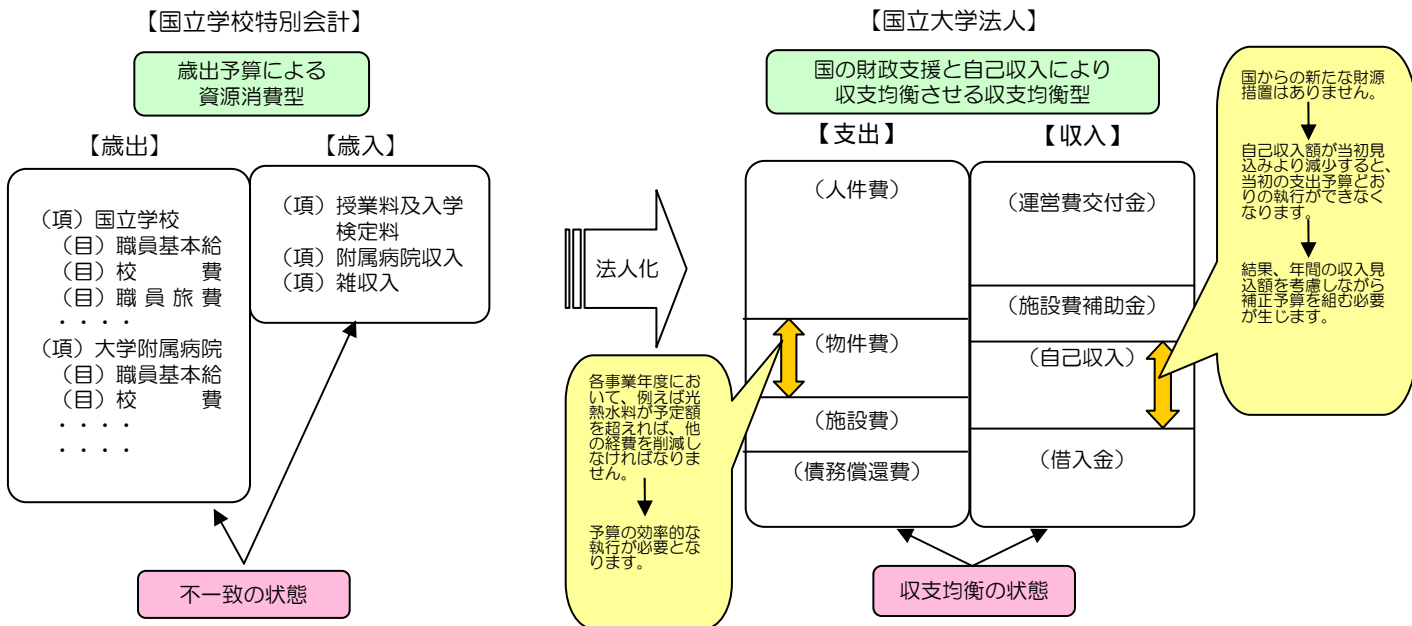 【国立学校特別会計】
歳出予算による
資源消費型
【歳出】
【歳入】
（項）国立学校
（目）職員基本給
（目）校　　費
（目）職員旅費
・・・・
（項）大学附属病院
（目）職員基本給
（目）校　　費
・・・・
・・・・
（項）授業料及入学
検定料
（項）附属病院収入
（項）雑収入
不一致の状態
法人化
【国立大学法人】
国の財政支援と自己収入により
収支均衡させる収支均衡型
【支出】
【収入】
（人件費）
（物件費）
（施設費）
（債務償還費）
（運営費交付金）
（施設費補助金）
（自己収入）
（借入金）
収支均衡の状態
各事業年度にお
いて、例えば光
熱水料が予定額
を超えれば、他
の経費を削減し
なければなりま
せん。
予算の効率的な
執行が必要とな
ります。
国からの新たな財源
措置はありません。
自己収入額が当初見
込みより減少すると、
当初の支出予算どお
りの執行ができなく
なります。
結果、年間の収入見
込額を考慮しながら
補正予算を組む必要
が生じます。